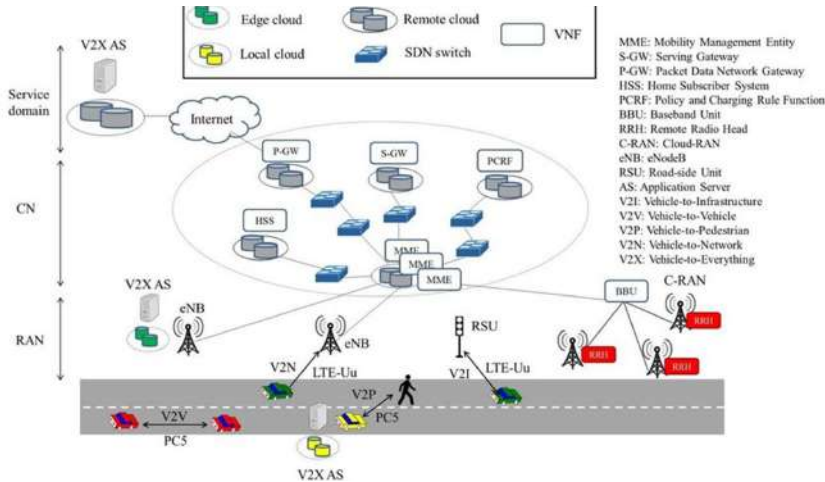 Edge cloud
Remote cloud
VNF
Local cloud
SDN switch
V2X AS
Service domain
Internet
CN
P-GW
S-GW
PCRF
HSS
MME
MME
MME
V2X AS
eNB
RAN
eNB
V2N
LTE-Uu
RSU
V2I
LTE-Uu
BBU
C-RAN
RRH
RRH
RRH
V2V
PC5
V2P
PC5
V2X AS
MME: Mobility Management Entity
S-GW: Serving Gateway
P-GW: Packet Data Network Gateway
HSS: Home Subscriber System
PCRF: Policy and Charging Rule Function
BBU: Baseband Unit
RRH: Remote Radio Head
C-RAN: Cloud-RAN
eNB: eNodeB
RSU: Road-side Unit
AS: Application Server
V2I: Vehicle-to-Infrastructure
V2V: Vehicle-to-Vehicle
V2P: Vehicle-to-Pedestrian
V2N: Vehicle-to-Network
V2X: Vehicle-to-Everything